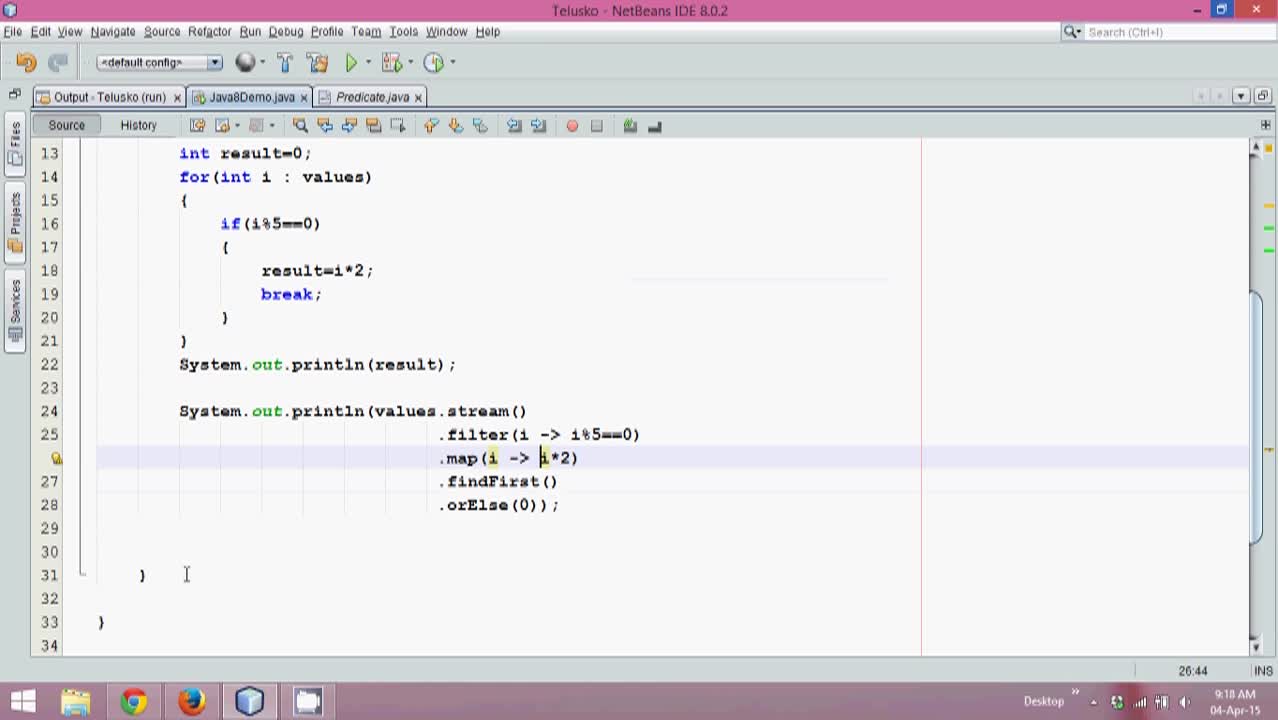 Telusko - NetBeans IDE 8.0.2
File Edit View Navigate Source Refactor Run Debug Profile Team Tools Window Help
Search (Ctrl+I)
<default config>
Output - Telusko (run) Java8Demo.java Predicate.java
Source History
Files
Projects
Services
13 int result=0;
14 for(int i : values)
15 {
16 if(i%5==0)
17 {
18 result=i*2;
19 break;
20 }
21 }
22 System.out.println(result);
23
24 System.out.println(values.stream()
25 .filter(i -> i%5==0)
.map(i -> i*2)
27 .findFirst()
28 .orElse(0));
29
30
31 }
32
33 }
34
26:44 INS
Desktop
9:18 AM
04-Apr-15